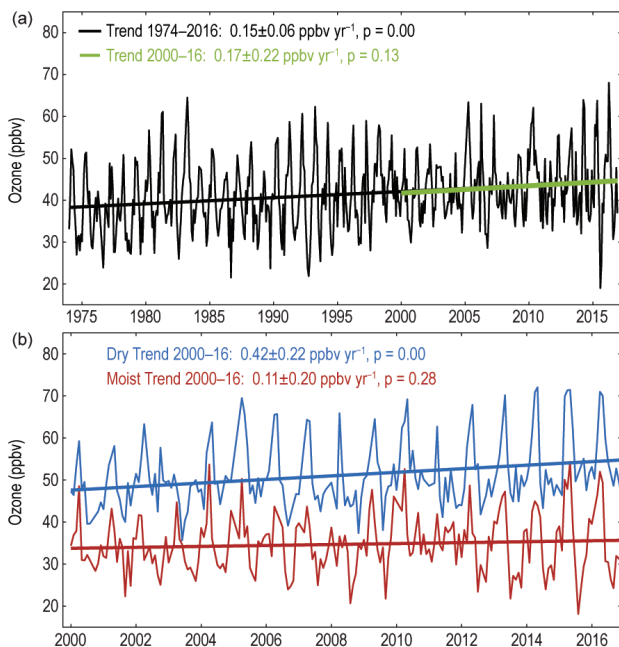 (a)
Trend 1974–2016: 0.15±0.06 ppbv yr⁻¹, p = 0.00
Trend 2000–16: 0.17±0.22 ppbv yr⁻¹, p = 0.13
Ozone (ppbv)
80
70
60
50
40
30
20
1975 1980 1985 1990 1995 2000 2005 2010 2015
(b)
Dry Trend 2000–16: 0.42±0.22 ppbv yr⁻¹, p = 0.00
Moist Trend 2000–16: 0.11±0.20 ppbv yr⁻¹, p = 0.28
Ozone (ppbv)
80
70
60
50
40
30
20
2000 2002 2004 2006 2008 2010 2012 2014 2016